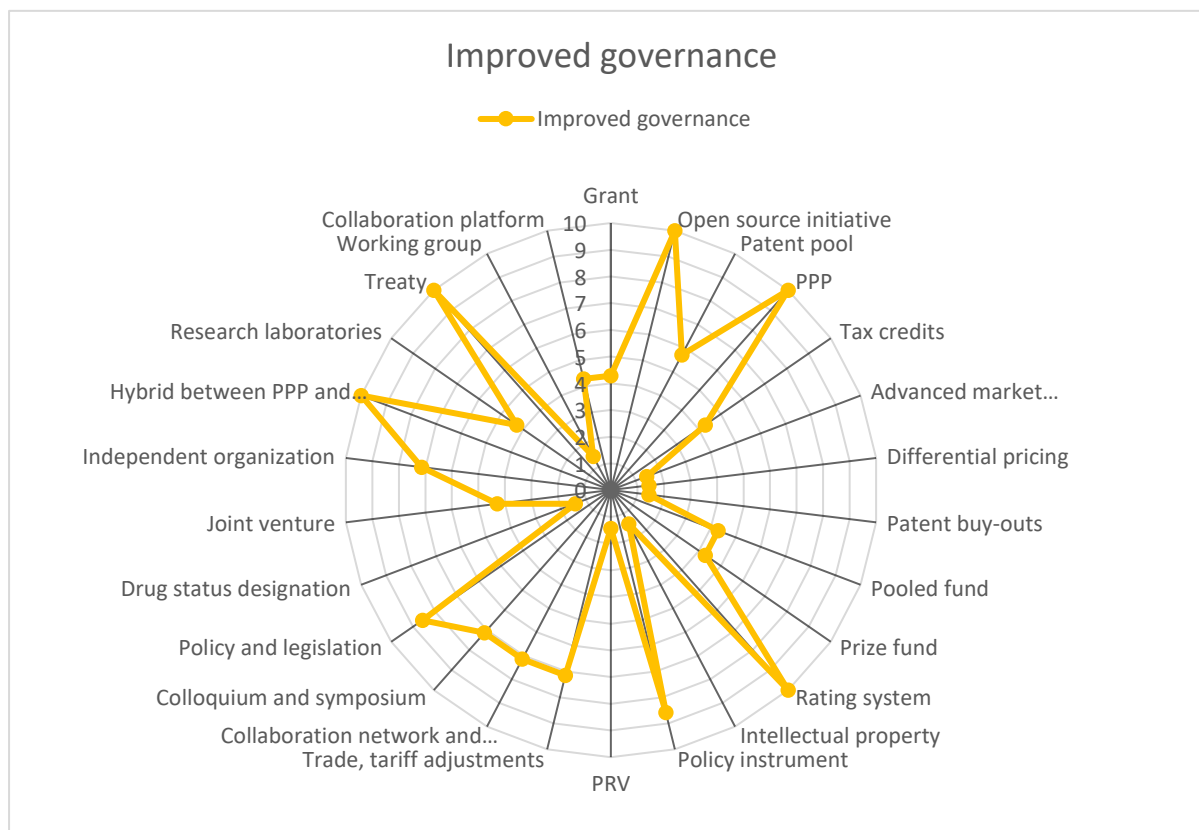 Improved governance
Improved governance
Grant
Open source initiative
Patent pool
PPP
Tax credits
Advanced market...
Differential pricing
Patent buy-outs
Pooled fund
Prize fund
Rating system
Intellectual property
Policy instrument
PRV
Trade, tariff adjustments
Collaboration network and...
Colloquium and symposium
Policy and legislation
Drug status designation
Joint venture
Independent organization
Hybrid between PPP and...
Research laboratories
Treaty
Working group
Collaboration platform
10
9
8
7
6
5
4
3
2
1
0